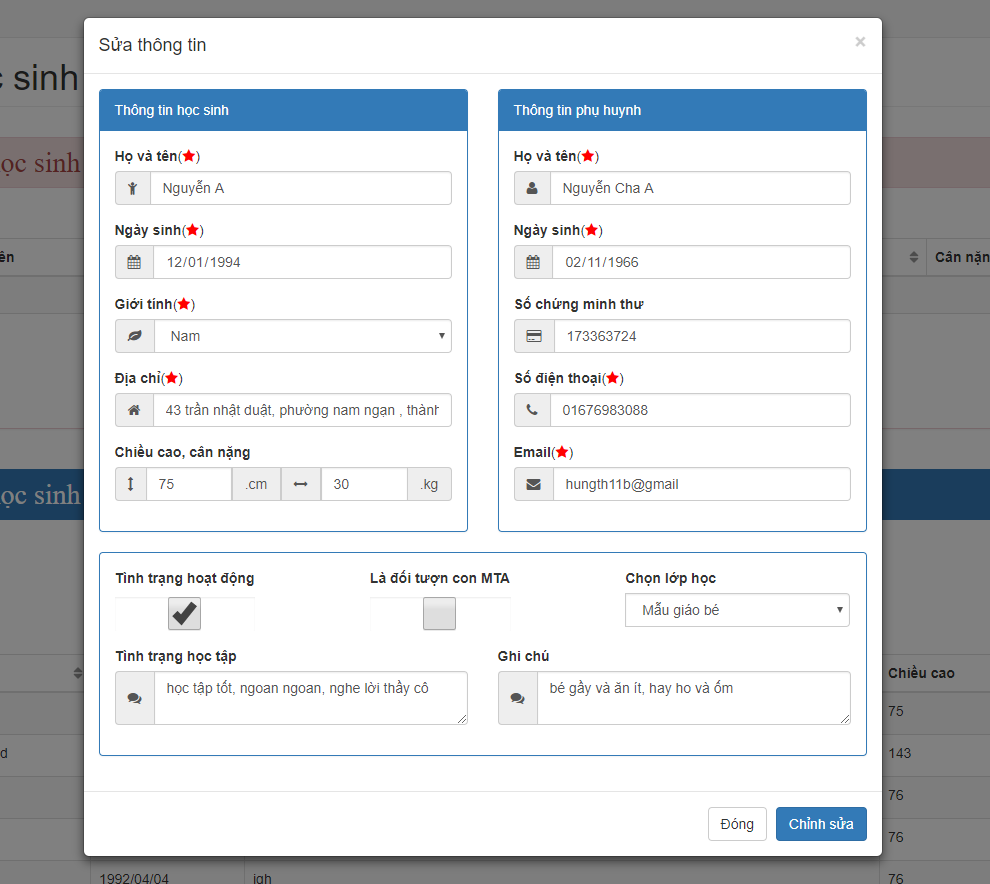 Sửa thông tin
×
c sinh
Thông tin học sinh
Thông tin phụ huynh
Họ và tên(★)
Họ và tên(★)
ọc sinh
Nguyễn A
Nguyễn Cha A
Ngày sinh(★)
Ngày sinh(★)
ên
12/01/1994
02/11/1966
Cân nặn
Giới tính(★)
Số chứng minh thư
Nam
173363724
Địa chỉ(★)
Số điện thoại(★)
43 trần nhật duật, phường nam ngạn , thành
01676983088
Chiều cao, cân nặng
Email(★)
75 .cm 30 .kg
hungth11b@gmail
ọc sinh
Tình trạng hoạt động
Là đối tượn con MTA
Chọn lớp học
Mẫu giáo bé
Tình trạng học tập
Ghi chú
học tập tốt, ngoan ngoan, nghe lời thầy cô
bé gầy và ăn ít, hay ho và ốm
Chiều cao
75
d
143
76
Đóng
Chỉnh sửa
76
1992/04/04
jgh
76